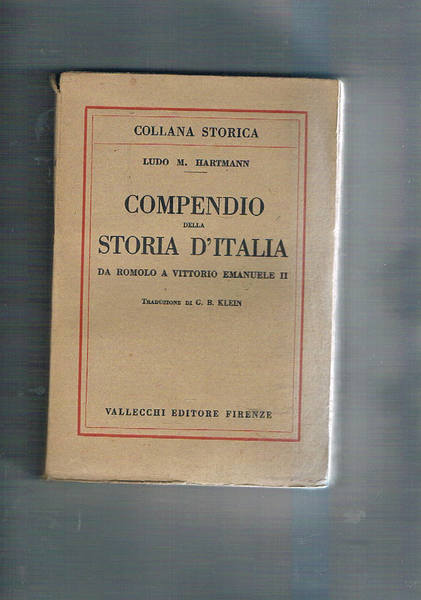 COLLANA STORICA
LUDO M. HARTMANN
COMPENDIO
DELLA
STORIA D'ITALIA
DA ROMOLO A VITTORIO EMANUELE II
TRADUZIONE DI G. B. KLEIN
VALLECCHI EDITORE FIRENZE